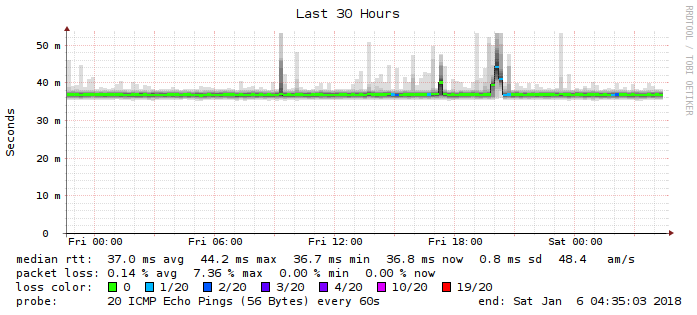 Last 30 Hours
RRDTOOL / TOBI OETIKER
Seconds
50 m
40 m
30 m
20 m
10 m
0
Fri 00:00 Fri 06:00 Fri 12:00 Fri 18:00 Sat 00:00
median rtt: 37.0 ms avg 44.2 ms max 36.7 ms min 36.8 ms now 0.8 ms sd 48.4 am/s
packet loss: 0.14 % avg 7.36 % max 0.00 % min 0.00 % now
loss color: 0 1/20 2/20 3/20 4/20 10/20 19/20
probe: 20 ICMP Echo Pings (56 Bytes) every 60s end: Sat Jan 6 04:35:03 2018